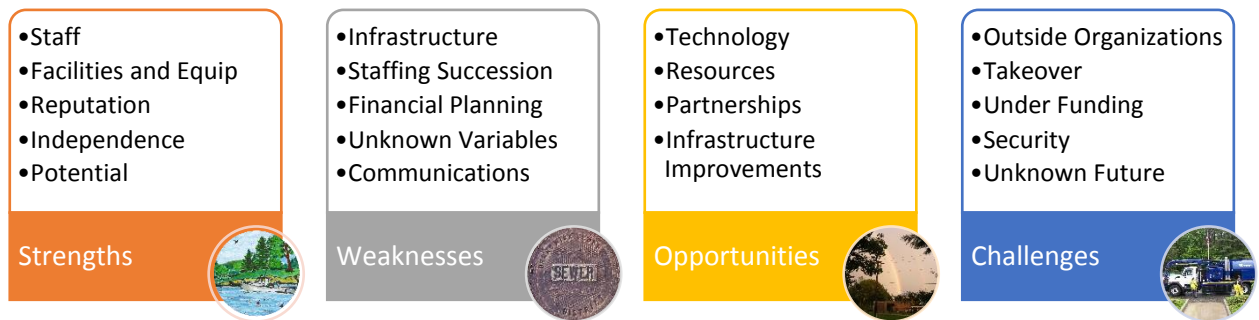 •Staff
•Facilities and Equip
•Reputation
•Independence
•Potential
Strengths
•Infrastructure
•Staffing Succession
•Financial Planning
•Unknown Variables
•Communications
Weaknesses
SEWER
•Technology
•Resources
•Partnerships
•Infrastructure
Improvements
Opportunities
•Outside Organizations
•Takeover
•Under Funding
•Security
•Unknown Future
Challenges